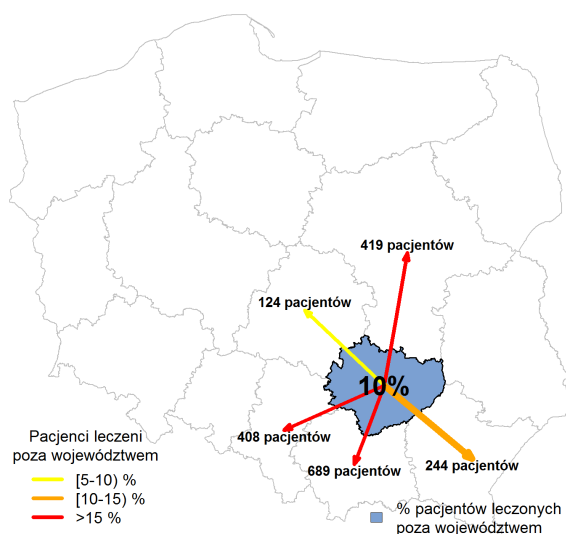 419 pacjentów
124 pacjentów
10%
408 pacjentów
689 pacjentów
244 pacjentów
Pacjenci leczeni
poza województwem
[5-10) %
[10-15) %
>15 %
% pacjentów leczonych
poza województwem